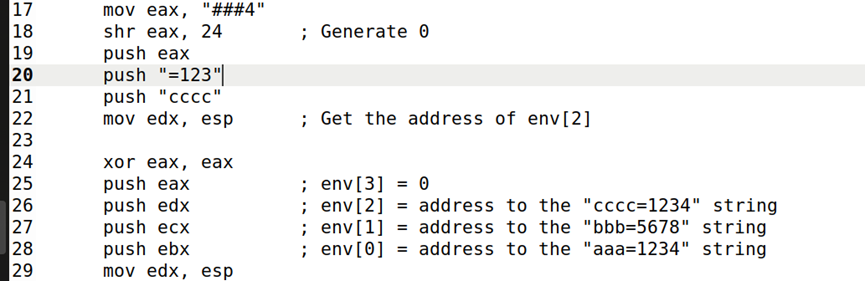 17 mov eax, "###4"
18 shr eax, 24 ; Generate 0
19 push eax
20 push "=123"
21 push "cccc"
22 mov edx, esp ; Get the address of env[2]
23
24 xor eax, eax
25 push eax ; env[3] = 0
26 push edx ; env[2] = address to the "cccc=1234" string
27 push ecx ; env[1] = address to the "bbb=5678" string
28 push ebx ; env[0] = address to the "aaa=1234" string
29 mov edx, esp